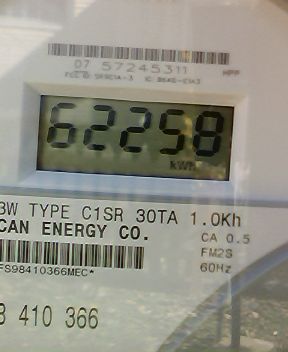 07 57245311
62258
kWh
3W TYPE C1SR 30TA 1.0Kh
CAN ENERGY CO.
CA 0.5
FM2S
60Hz
FS98410366MEC*
410 366